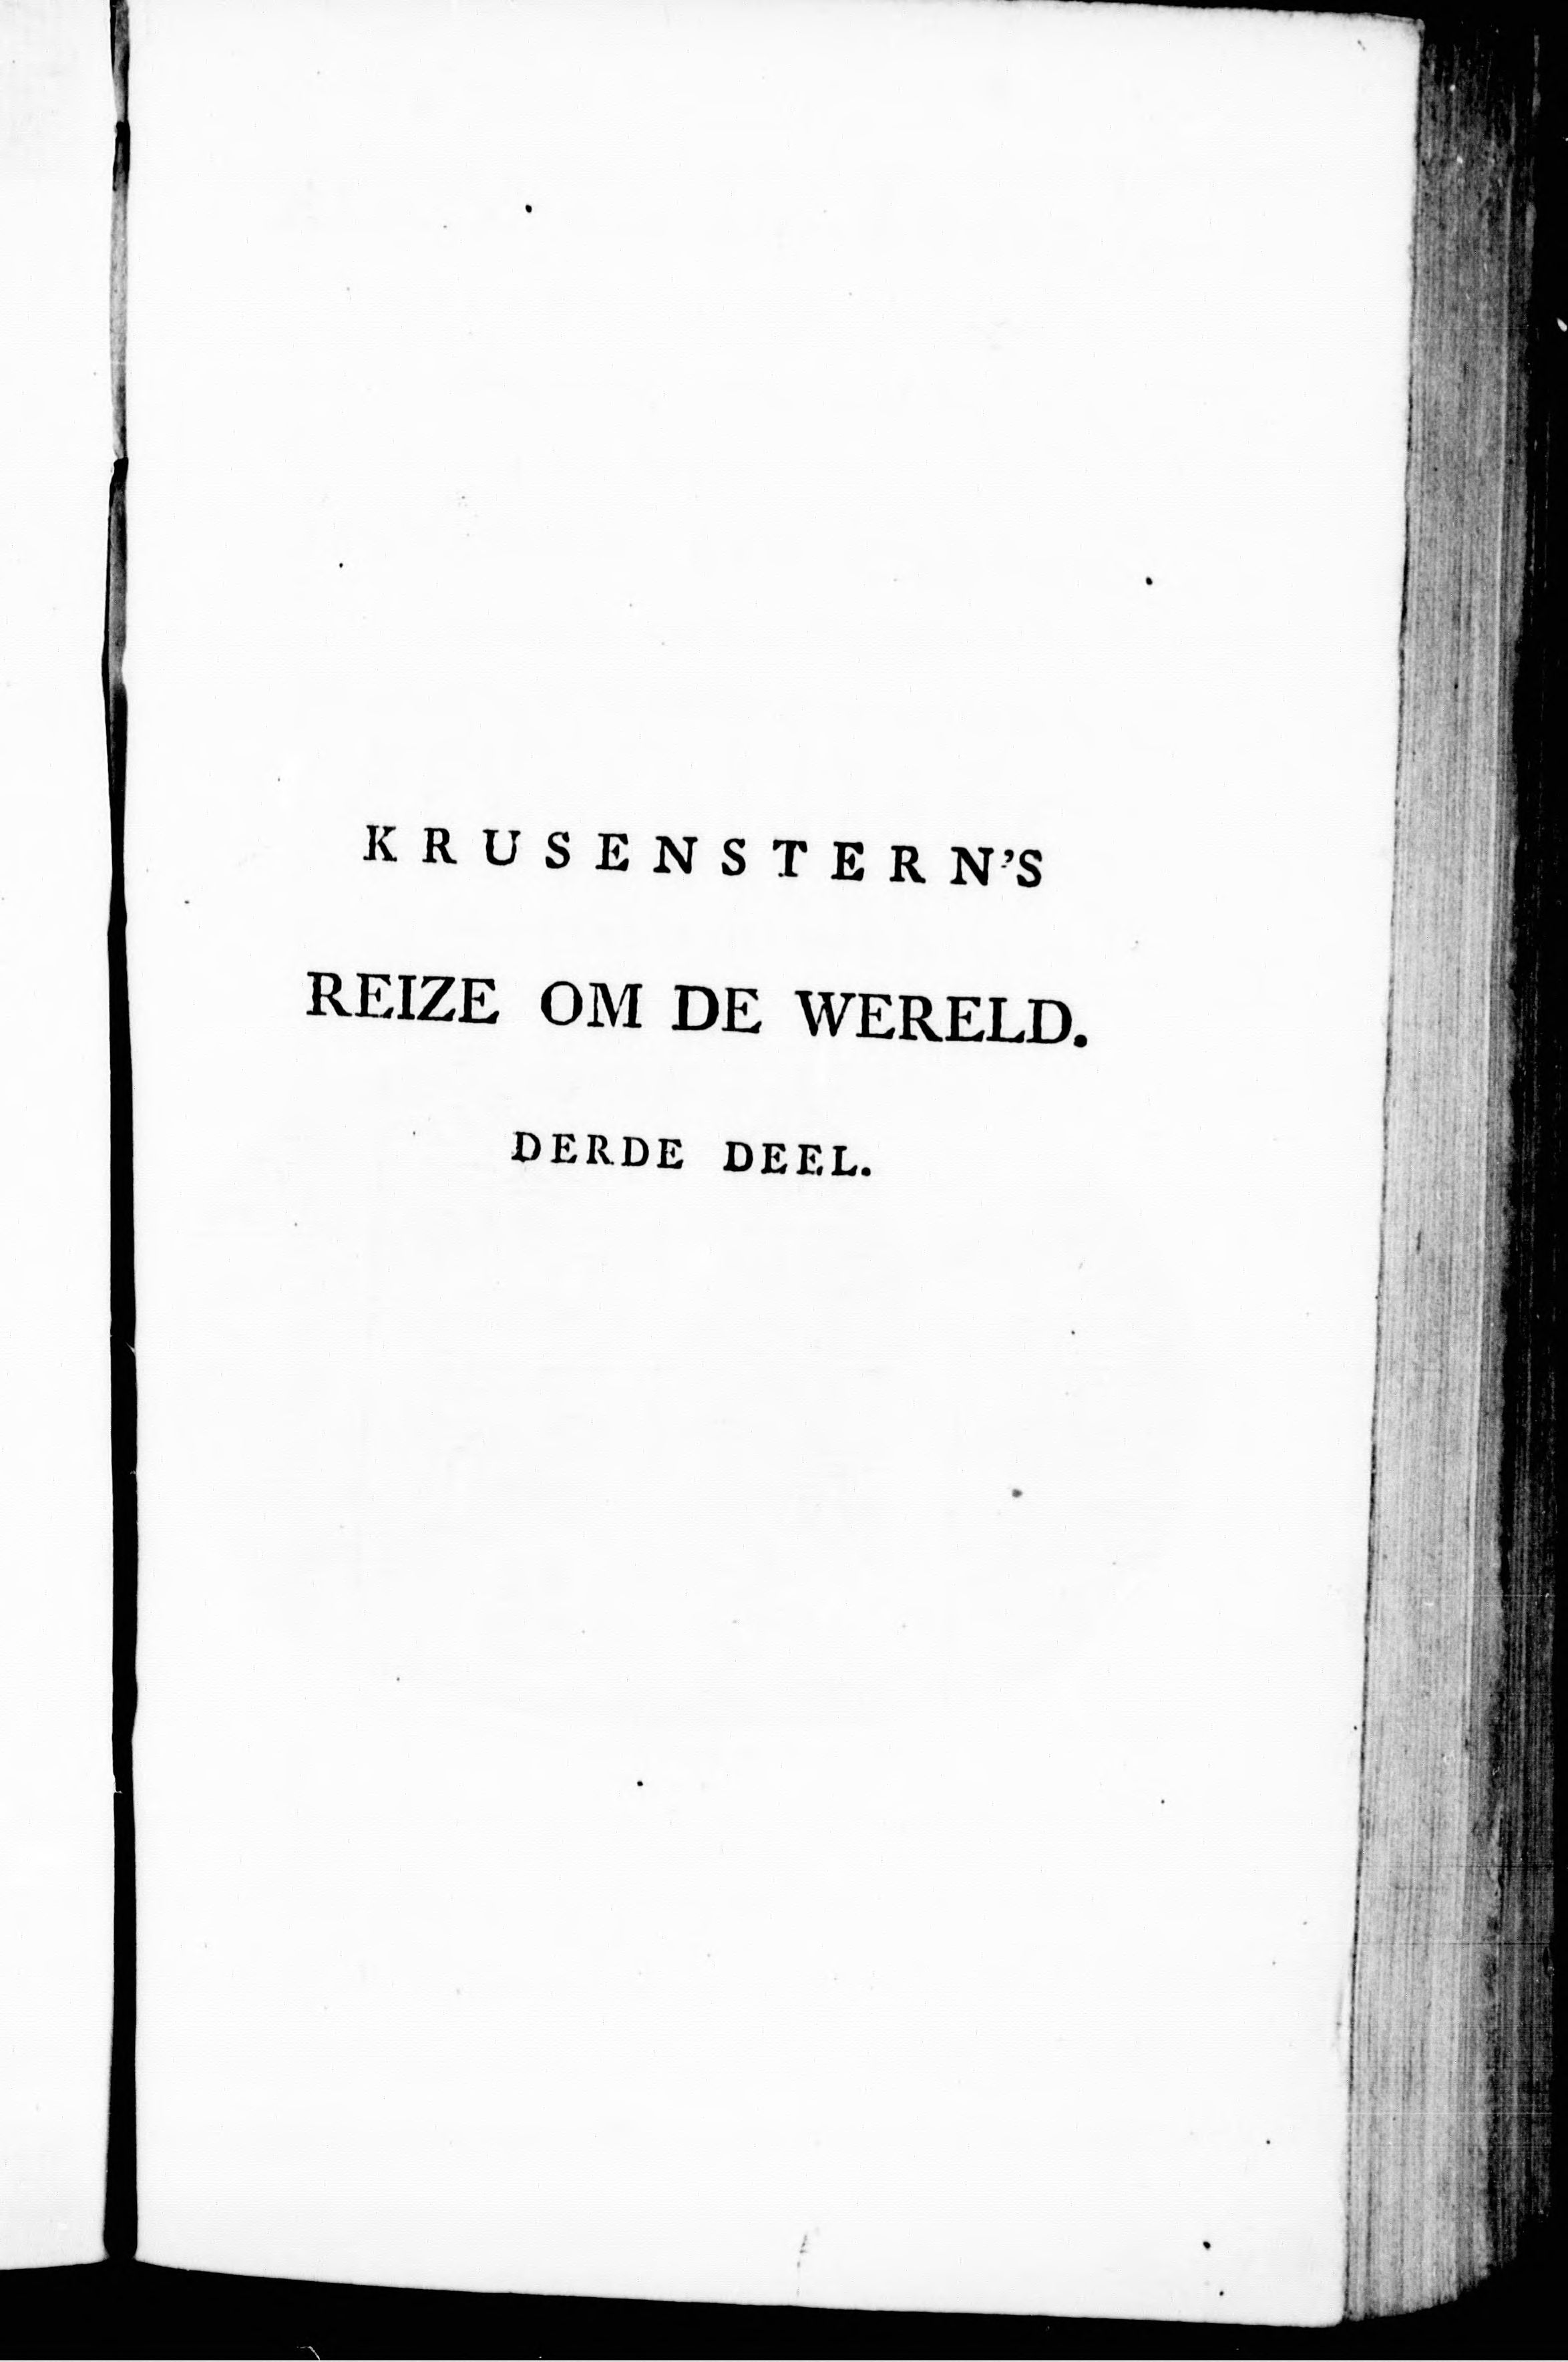 KRUSENSTERN'S
REIZE OM DE WERELD.
DERDE DEEL.